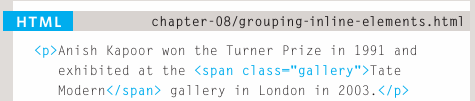 HTML chapter-08/grouping-inline-elements.html
<p>Anish Kapoor won the Turner Prize in 1991 and
exhibited at the <span class="gallery">Tate
Modern</span> gallery in London in 2003.</p>